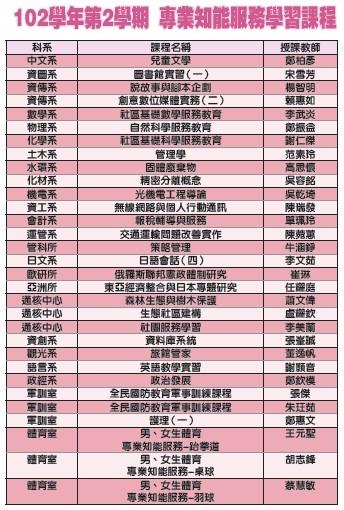 102學年第2學期 專業知能服務學習課程
科系 課程名稱 授課教師
中文系 兒童文學 鄭柏彥
資圖系 圖書館實習(一) 宋雪芳
資傳系 說故事與腳本企劃 楊智明
資傳系 創意數位媒體實務(二) 賴惠如
數學系 社區基礎數學服務教育 李武炎
物理系 自然科學服務教育 鄭振益
化學系 社區基礎科學服務教育 謝仁傑
土木系 管理學 范素玲
水環系 固體廢棄物 高思懷
化材系 精密分離概念 吳容銘
機電系 光機電工程導論 吳乾埼
資工系 無線網路與個人行動通訊 陳瑞發
會計系 報稅輔導與服務 單珮玲
運管系 交通運輸問題改善實作 陳菀蕙
管科所 策略管理 牛涵錚
日文系 日語會話(四) 李文茹
歐研所 俄羅斯聯邦憲政體制研究 崔琳
亞洲所 東亞經濟整合與日本專題研究 任耀庭
通核中心 森林生態與樹木保護 蕭文偉
通核中心 生態社區建構 盧耀欽
通核中心 社團服務學習 李美蘭
資創系 資料庫系統 張峯誠
觀光系 旅館管家 董逸帆
語言系 英語教學實習 謝顥音
政經系 政治發展 鄭欽模
軍訓室 全民國防教育軍事訓練課程 張傑
軍訓室 全民國防教育軍事訓練課程 朱玨茹
軍訓室 護理(一) 鄭惠文
體育室 男、女生體育 王元聖
專業知能服務-跆拳道
體育室 男、女生體育 胡志鋒
專業知能服務-桌球
體育室 男、女生體育 蔡慧敏
專業知能服務-羽球